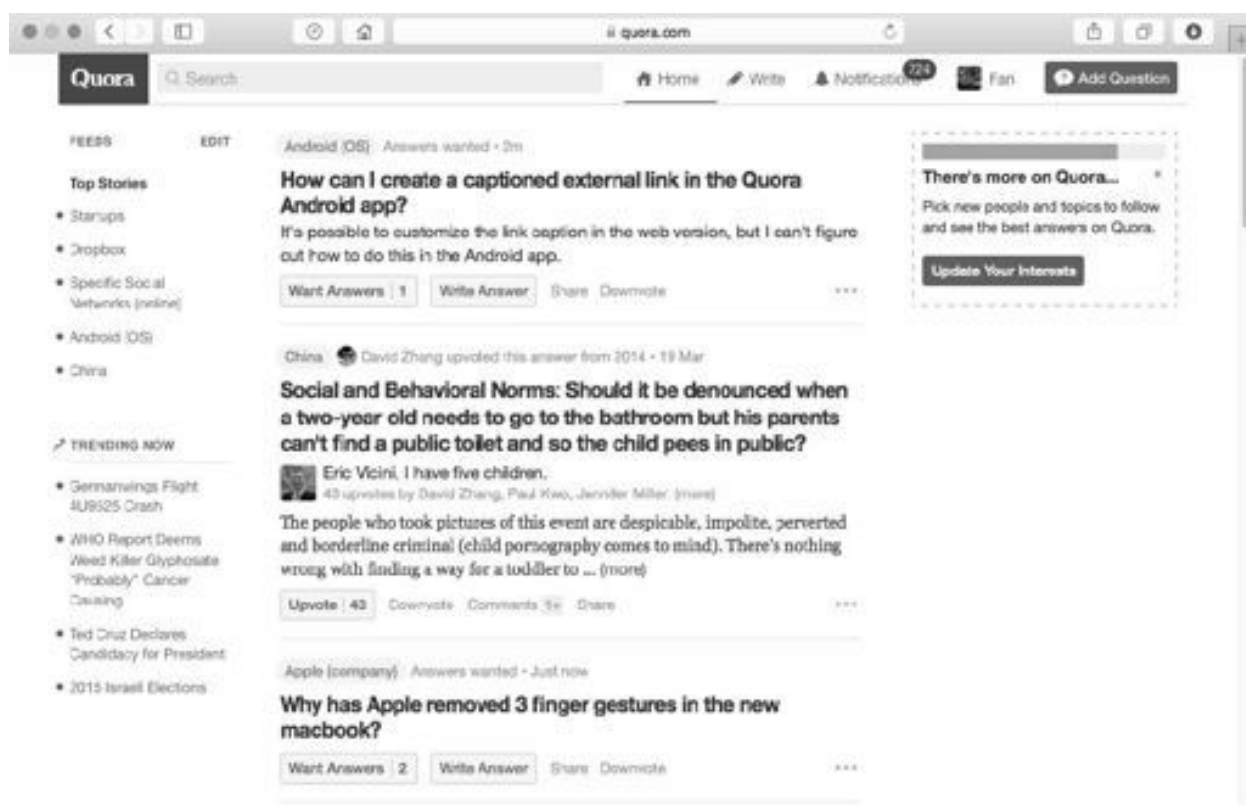 quora.com
Quora Search Home Write Notifications 224 Fan Add Question
FEEDS EDIT
Top Stories
Startups
Dropbox
Specific Social
Networks (online)
Android (OS)
China
TRENDING NOW
Germanwings Flight
4U9525 Crash
WHO Report Deems
Weed Killer Glyphosate
"Probably" Cancer
Causing
Ted Cruz Declares
Candidacy for President
2015 Israeli Elections
Android (OS) Answers wanted • 2m
How can I create a captioned external link in the Quora
Android app?
It's possible to customize the link caption in the web version, but I can't figure
out how to do this in the Android app.
Want Answers 1 Write Answer Share Downvote
China David Zhang upvoted this answer from 2014 • 19 Mar
Social and Behavioral Norms: Should it be denounced when
a two-year old needs to go to the bathroom but his parents
can't find a public toilet and so the child pees in public?
Eric Vicini, I have five children.
43 upvotes by David Zhang, Paul Kwo, Jennifer Miller, (more)
The people who took pictures of this event are despicable, impolite, perverted
and borderline criminal (child pornography comes to mind). There's nothing
wrong with finding a way for a toddler to ... (more)
Upvote 43 Downvote Comments Share
Apple (company) Answers wanted • Just now
Why has Apple removed 3 finger gestures in the new
macbook?
Want Answers 2 Write Answer Share Downvote
There's more on Quora...
Pick new people and topics to follow
and see the best answers on Quora.
Update Your Interests